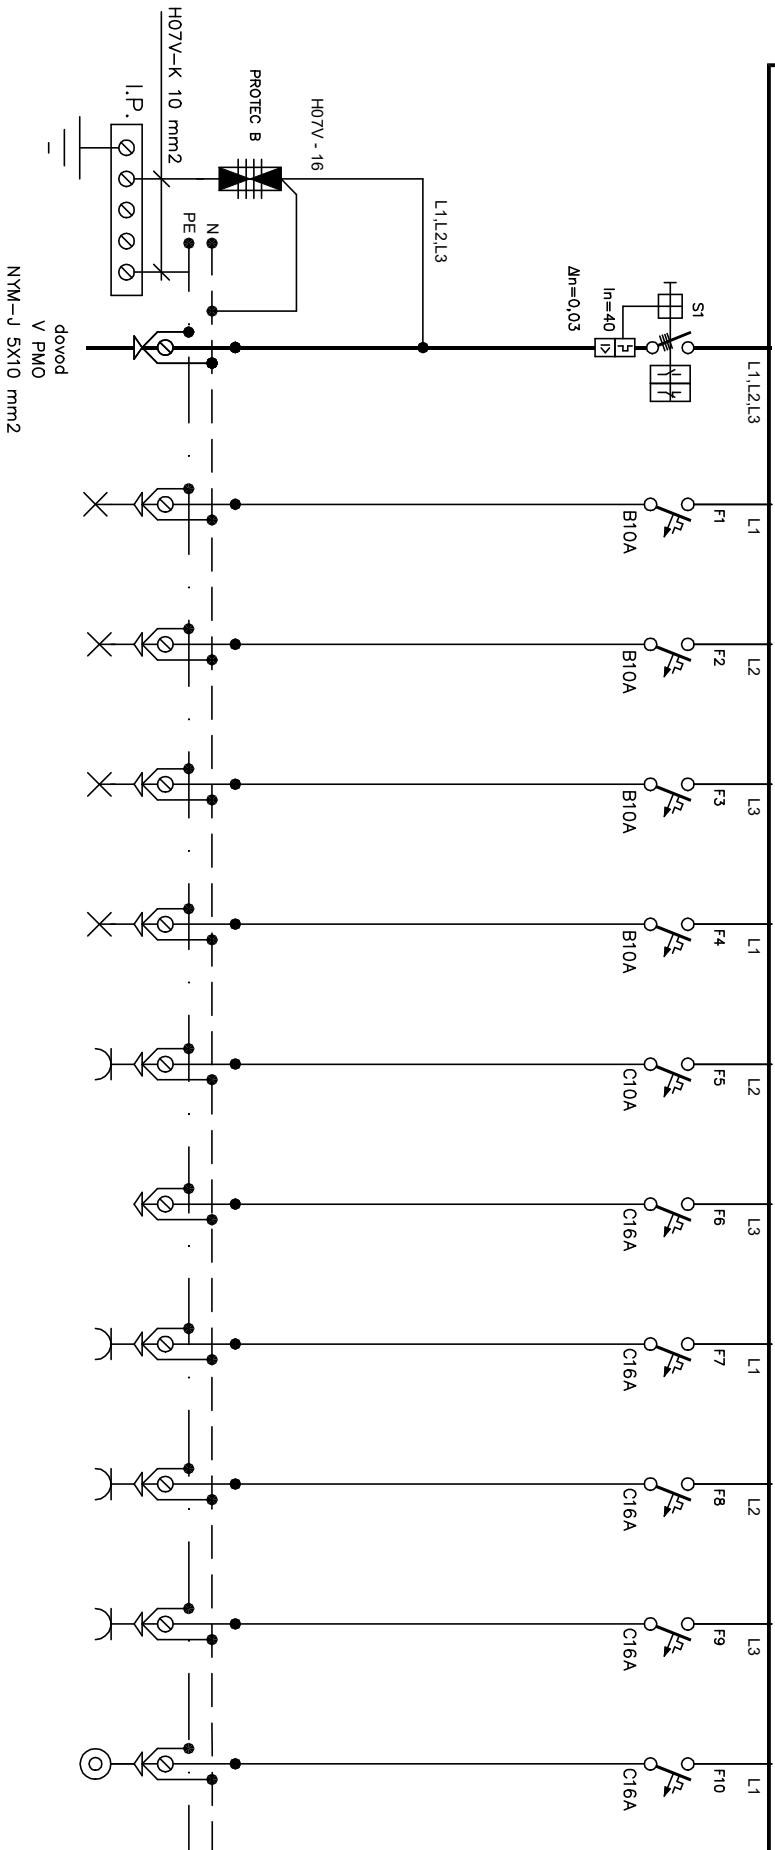 H07V-K 10 mm2
I.P.
PROTEC B
H07V - 16
L1,L2,L3
N
PE
dovod
V PMO
NYM-J 5X10 mm2
S1
In=40
Δln=0,03
L1,L2,L3
L1
F1
B10A
L2
F2
B10A
L3
F3
B10A
L1
F4
B10A
L2
F5
C10A
L3
F6
C16A
L1
F7
C16A
L2
F8
C16A
L3
F9
C16A
L1
F10
C16A